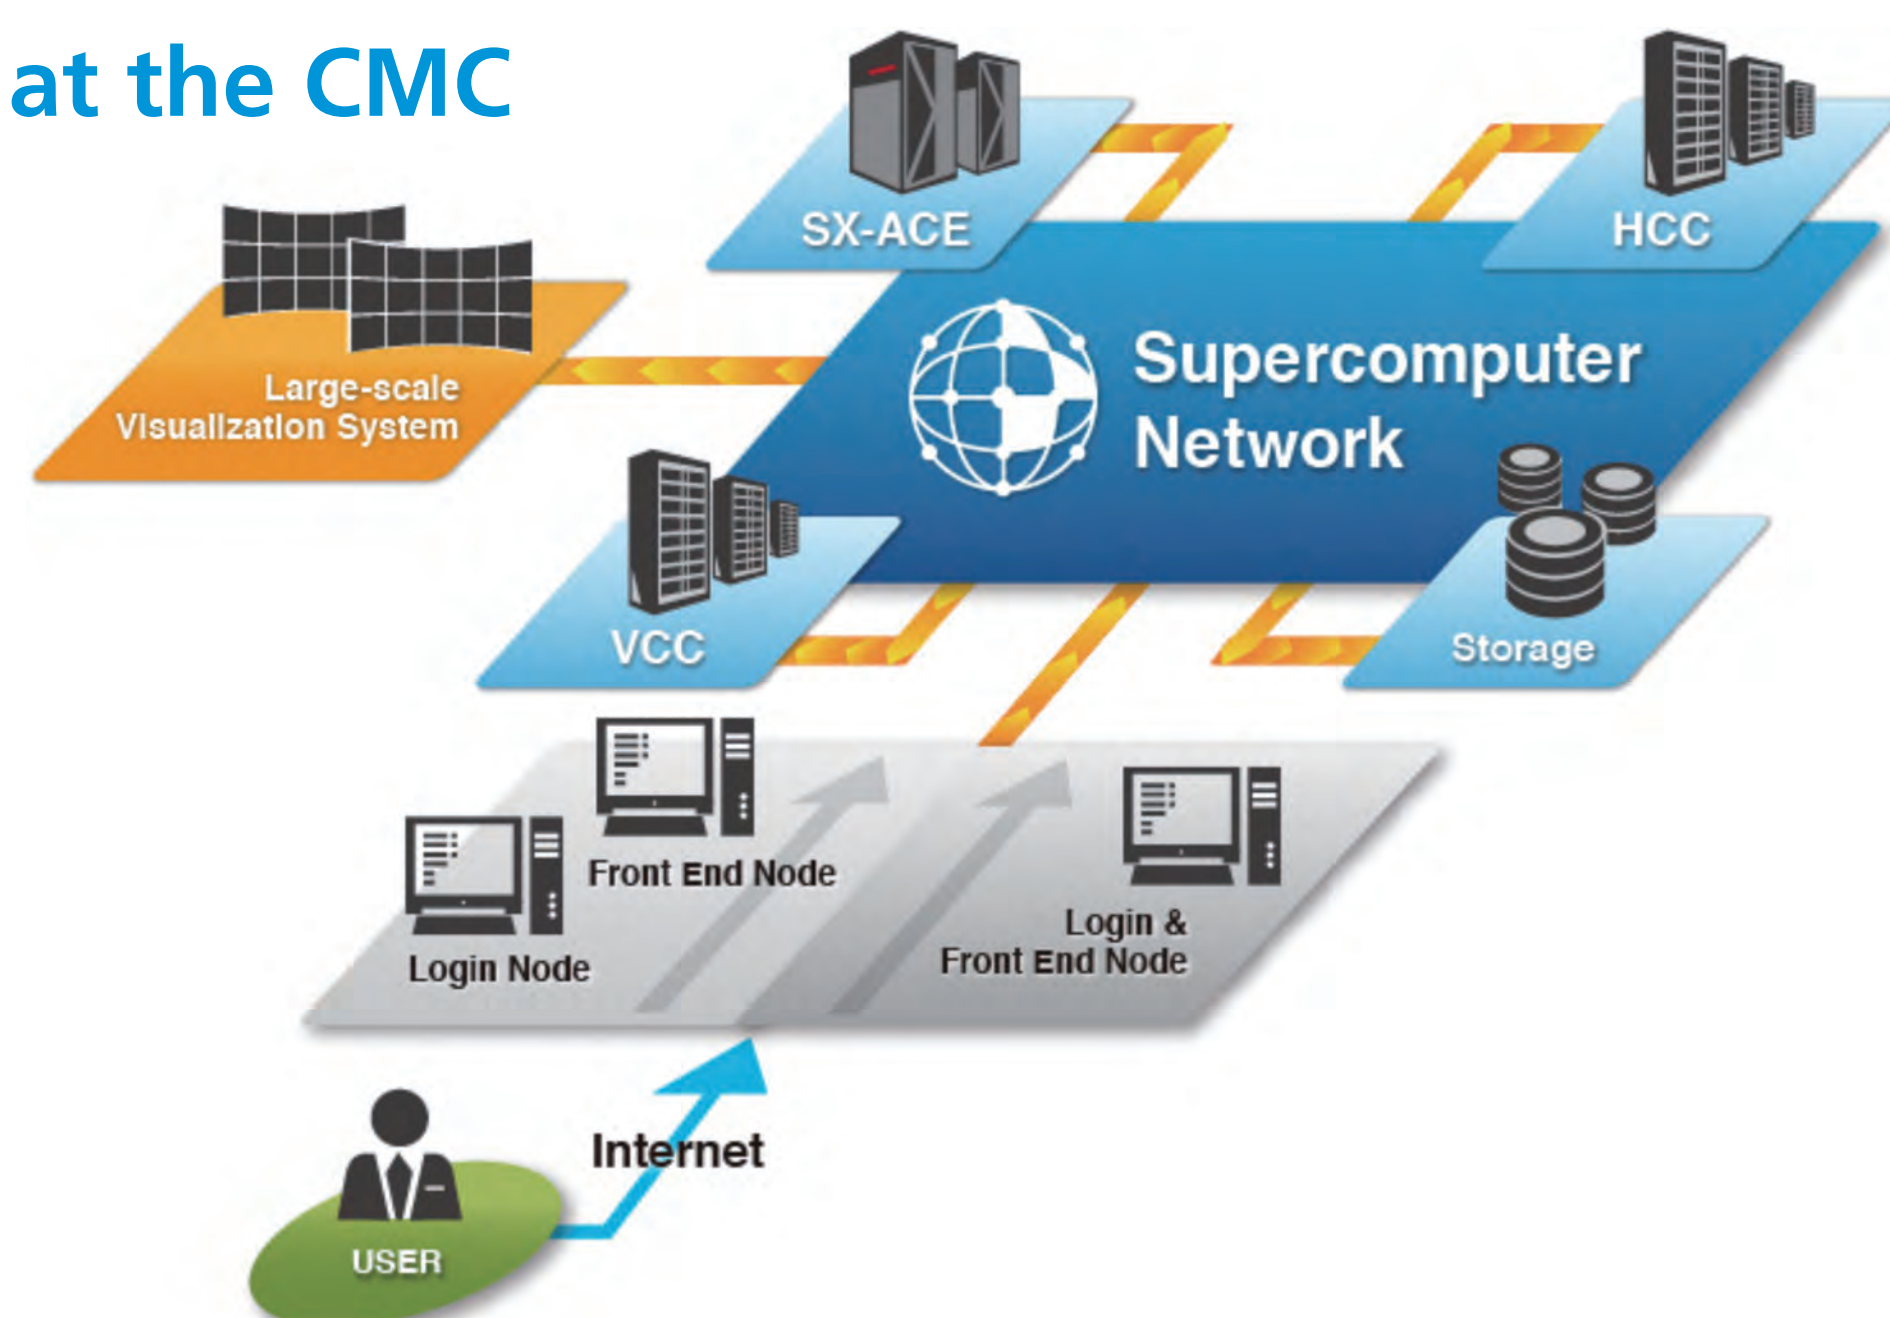 at the CMC
SX-ACE
HCC
Large-scale
Visualization System
Supercomputer
Network
VCC
Storage
Front End Node
Login Node
Login &
Front End Node
Internet
USER